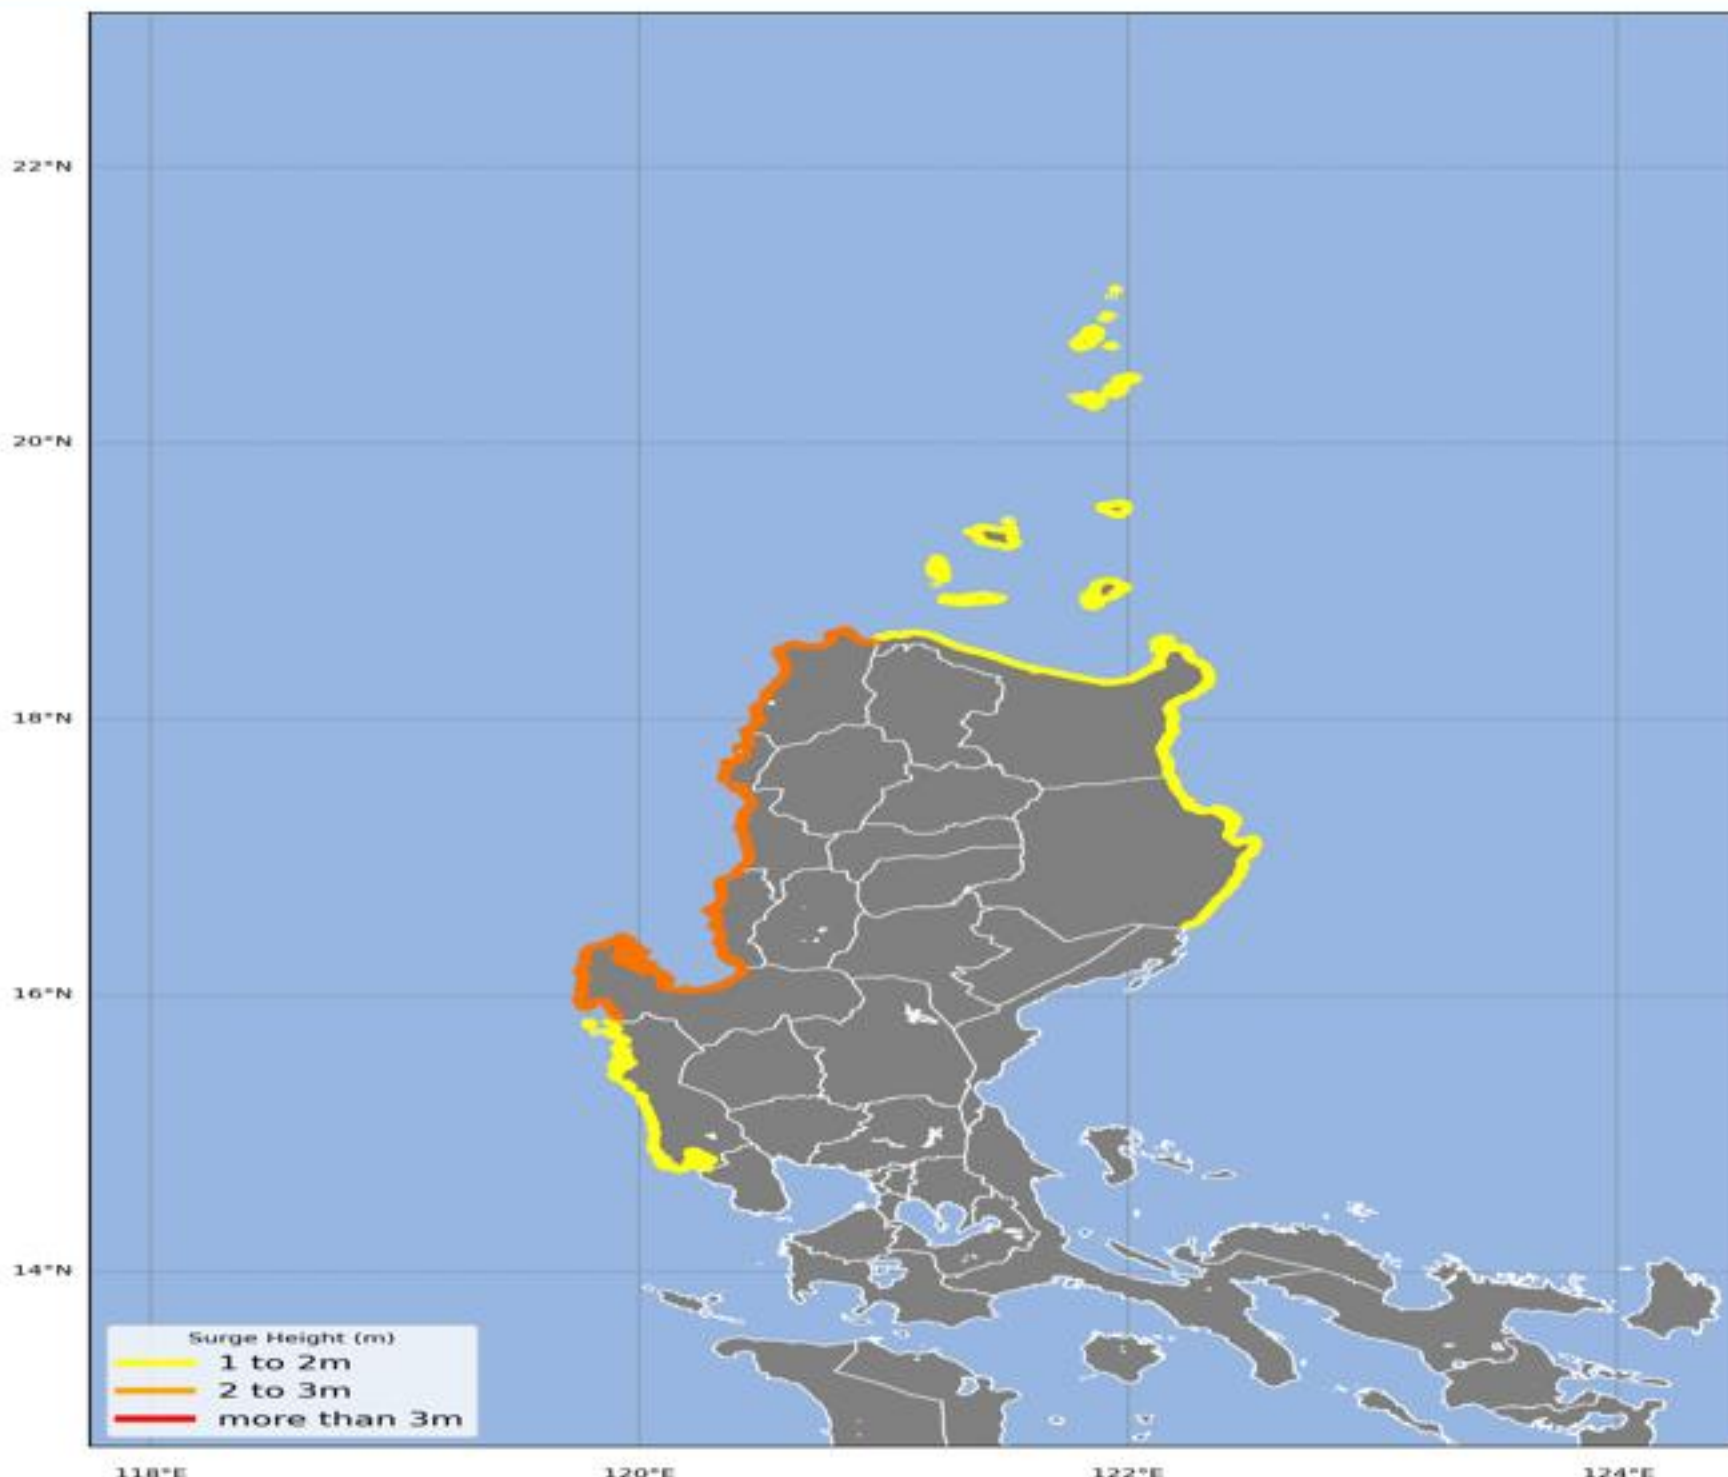 22°N
20°N
18°N
16°N
14°N
Surge Height (m)
1 to 2m
2 to 3m
more than 3m
118°E 120°E 122°E 124°E